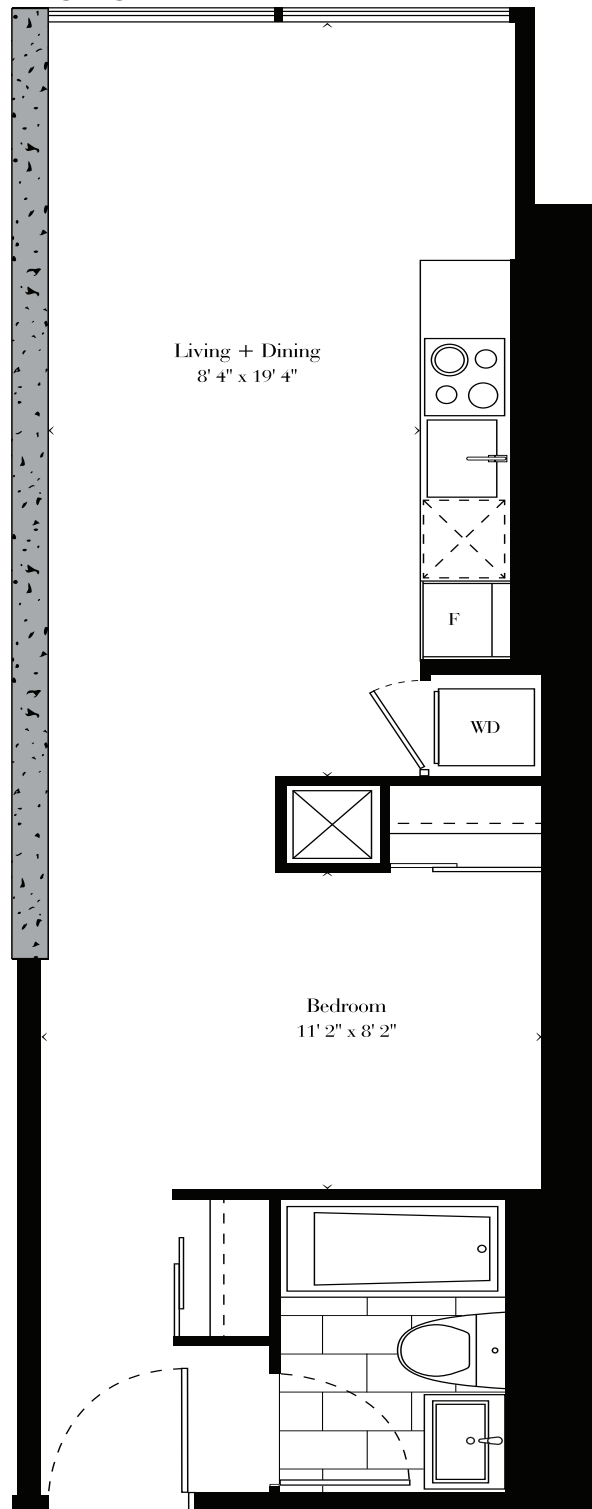 Living + Dining
8' 4" x 19' 4"
F
WD
Bedroom
11' 2" x 8' 2"